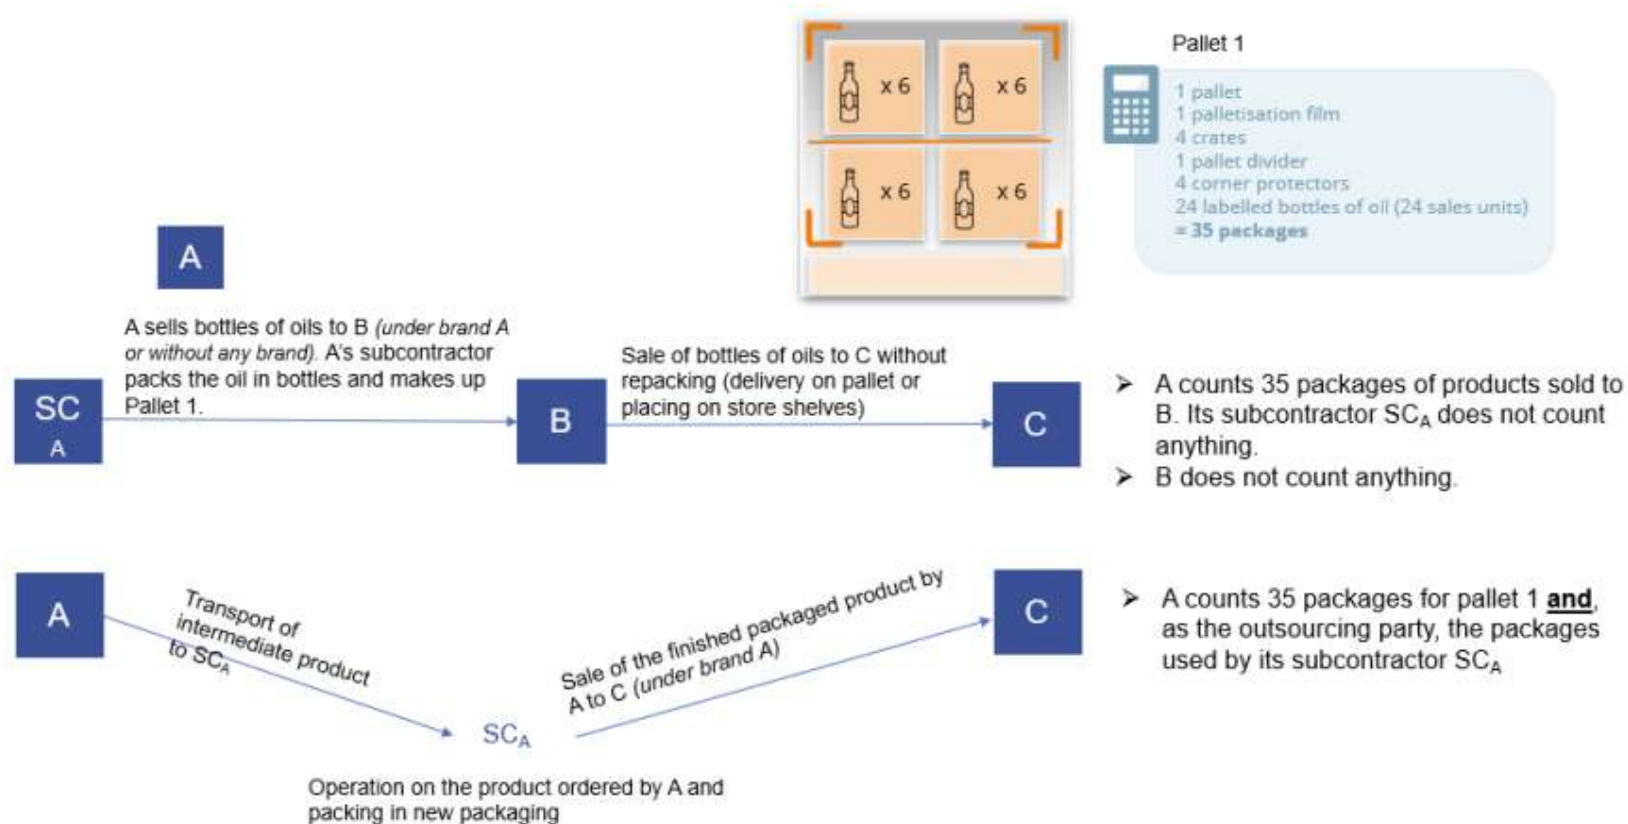 x 6
x 6
x 6
x 6
Pallet 1
1 pallet
1 palletisation film
4 crates
1 pallet divider
4 corner protectors
24 labelled bottles of oil (24 sales units)
= 35 packages
A
A sells bottles of oils to B (under brand A
or without any brand). A's subcontractor
packs the oil in bottles and makes up
Pallet 1.
SC
A
B
Sale of bottles of oils to C without
repacking (delivery on pallet or
placing on store shelves)
C
➢ A counts 35 packages of products sold to
B. Its subcontractor SCA does not count
anything.
➢ B does not count anything.
A
Transport of
intermediate product
to SCA
SCA
Operation on the product ordered by A and
packing in new packaging
Sale of the finished packaged product by
A to C (under brand A)
C
➢ A counts 35 packages for pallet 1 and,
as the outsourcing party, the packages
used by its subcontractor SCA